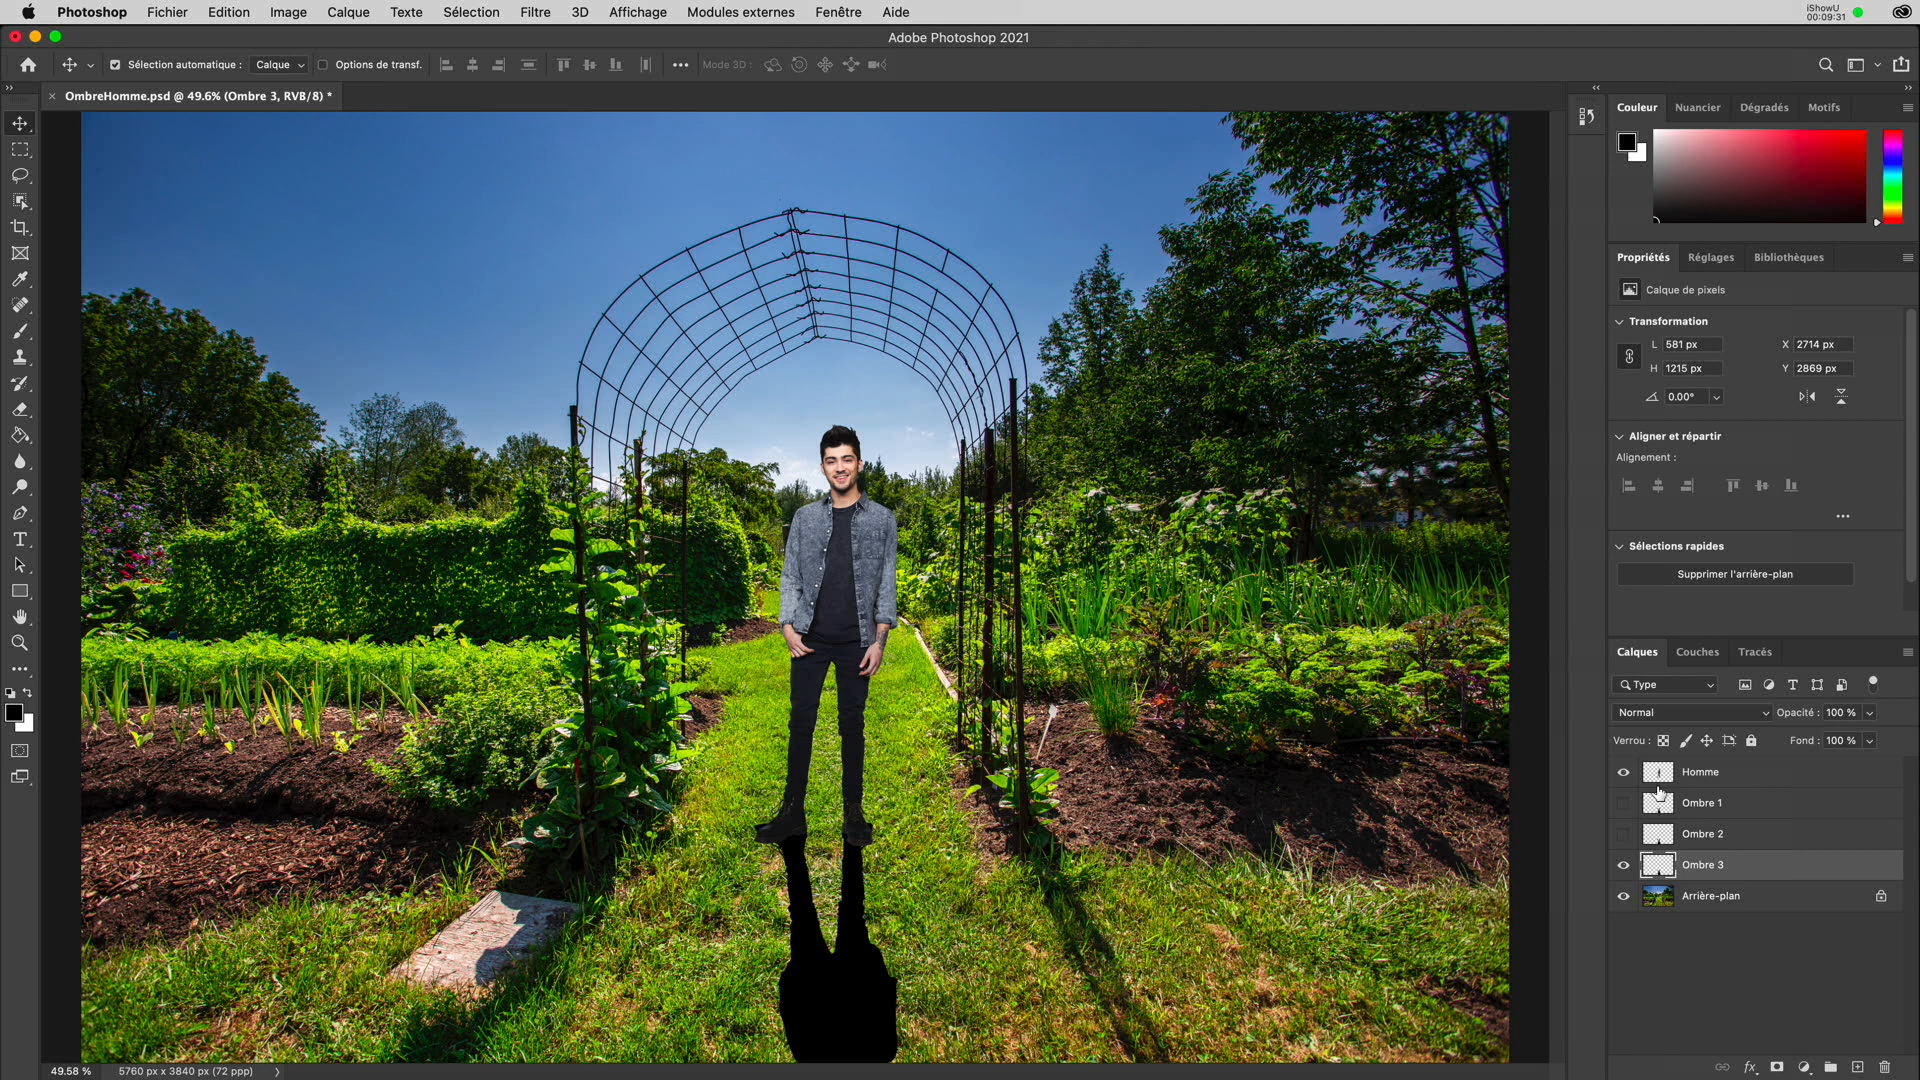 Photoshop Fichier Edition Image Calque Texte Sélection Filtre 3D Affichage Modules externes Fenêtre Aide
iShowU
00:09:31
Adobe Photoshop 2021
Sélection automatique : Calque Options de transf. Mode 3D :
OmbreHomme.psd @ 49.6% (Ombre 3, RVB/8) *
Couleur Nuancier Dégradés Motifs
Propriétés Réglages Bibliothèques
Calque de pixels
Transformation
L 581 px X 2714 px
H 1215 px Y 2869 px
0.00°
Aligner et répartir
Alignement :
Sélections rapides
Supprimer l'arrière-plan
Calques Couches Tracés
Type
Normal Opacité : 100 %
Verrou : Fond : 100 %
Homme
Ombre 1
Ombre 2
Ombre 3
Arrière-plan
49.58 % 5760 px x 3840 px (72 ppp)